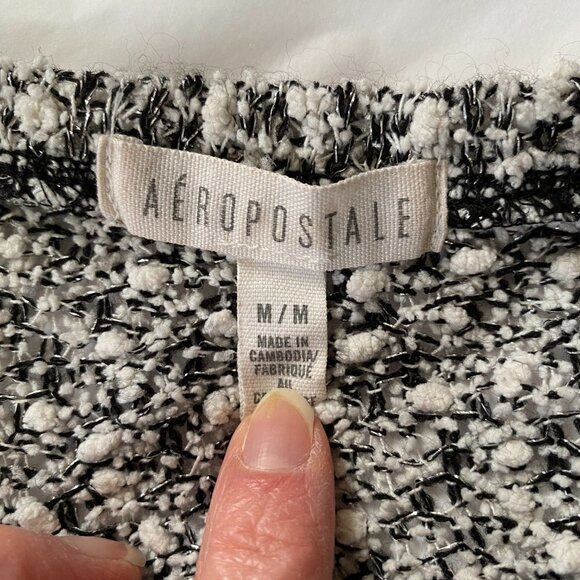 AÉROPOSTALE
M/M
MADE IN
CAMBODIA/
FABRIQUÉ
AU